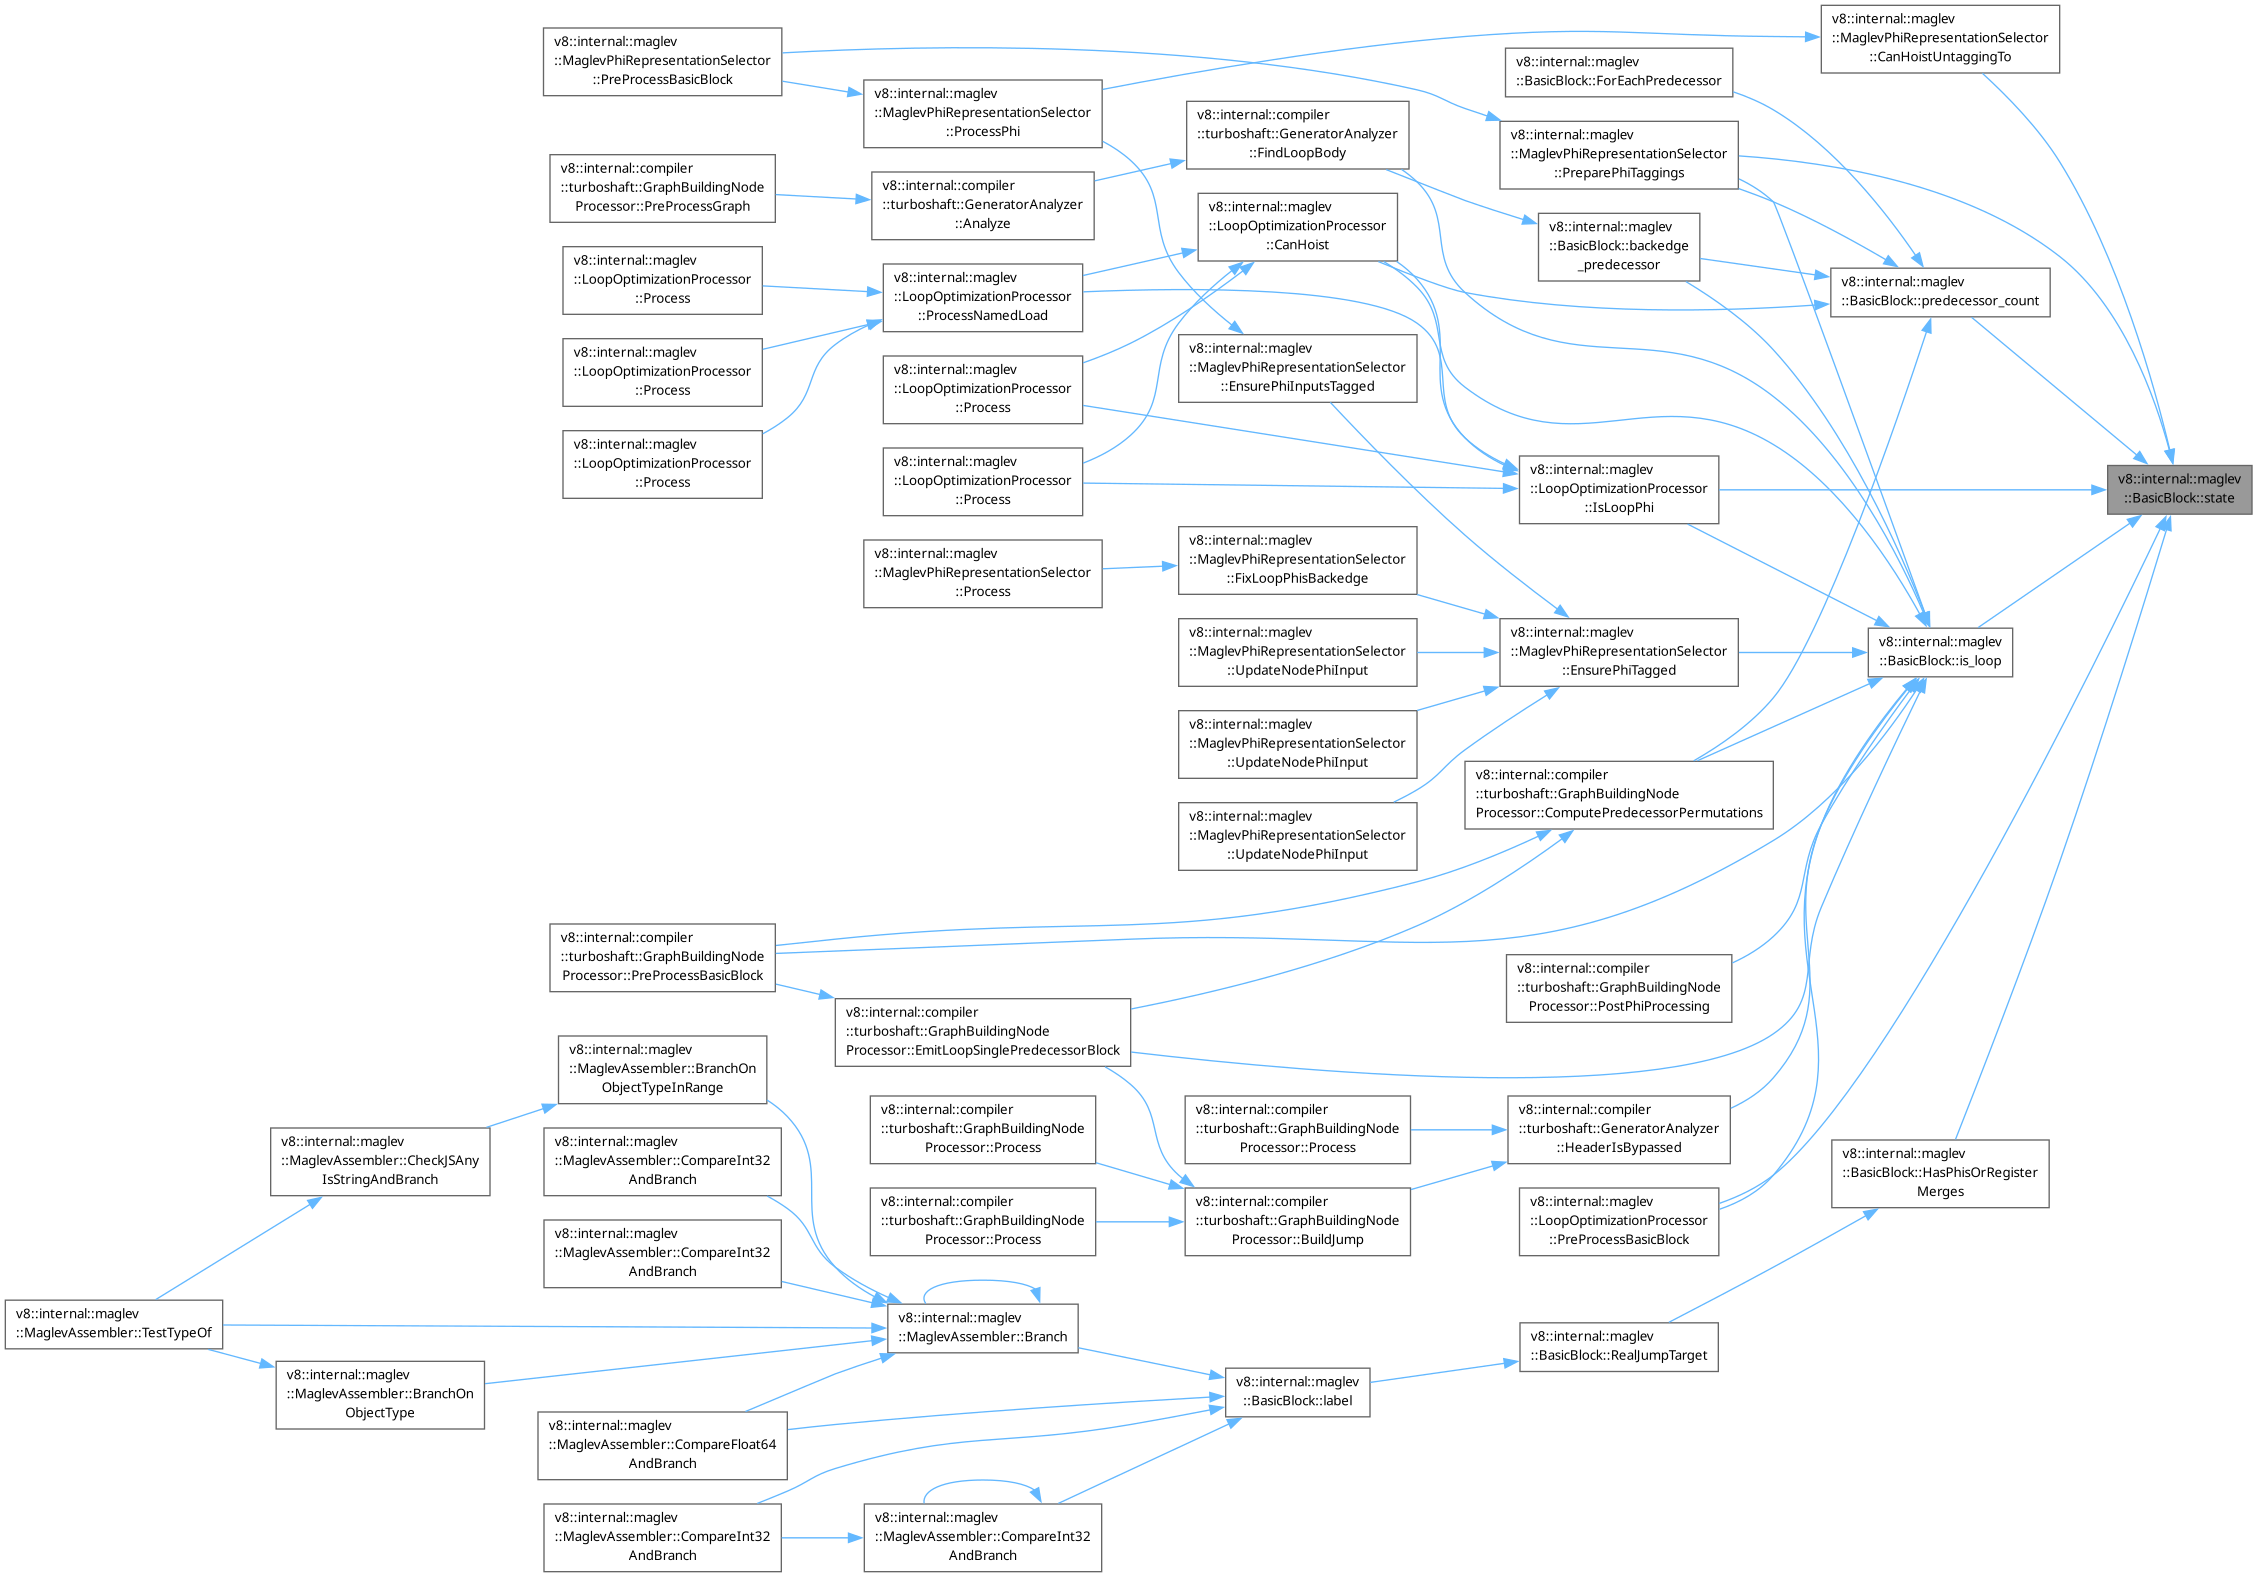 v8::internal::maglev
::MaglevPhiRepresentationSelector
::CanHoistUntaggingTo
v8::internal::maglev
::MaglevPhiRepresentationSelector
::PreProcessBasicBlock
v8::internal::maglev
::BasicBlock::ForEachPredecessor
v8::internal::maglev
::MaglevPhiRepresentationSelector
::ProcessPhi
v8::internal::compiler
::turboshaft::GeneratorAnalyzer
::FindLoopBody
v8::internal::maglev
::MaglevPhiRepresentationSelector
::PreparePhiTaggings
v8::internal::compiler
::turboshaft::GraphBuildingNode
Processor::PreProcessGraph
v8::internal::compiler
::turboshaft::GeneratorAnalyzer
::Analyze
v8::internal::maglev
::LoopOptimizationProcessor
::CanHoist
v8::internal::maglev
::BasicBlock::backedge
_predecessor
v8::internal::maglev
::LoopOptimizationProcessor
::Process
v8::internal::maglev
::LoopOptimizationProcessor
::ProcessNamedLoad
v8::internal::maglev
::BasicBlock::predecessor_count
v8::internal::maglev
::LoopOptimizationProcessor
::Process
v8::internal::maglev
::LoopOptimizationProcessor
::Process
v8::internal::maglev
::MaglevPhiRepresentationSelector
::EnsurePhiInputsTagged
v8::internal::maglev
::LoopOptimizationProcessor
::Process
v8::internal::maglev
::LoopOptimizationProcessor
::Process
v8::internal::maglev
::LoopOptimizationProcessor
::IsLoopPhi
v8::internal::maglev
::BasicBlock::state
v8::internal::maglev
::MaglevPhiRepresentationSelector
::Process
v8::internal::maglev
::MaglevPhiRepresentationSelector
::FixLoopPhisBackedge
v8::internal::maglev
::MaglevPhiRepresentationSelector
::UpdateNodePhiInput
v8::internal::maglev
::MaglevPhiRepresentationSelector
::EnsurePhiTagged
v8::internal::maglev
::BasicBlock::is_loop
v8::internal::maglev
::MaglevPhiRepresentationSelector
::UpdateNodePhiInput
v8::internal::maglev
::MaglevPhiRepresentationSelector
::UpdateNodePhiInput
v8::internal::compiler
::turboshaft::GraphBuildingNode
Processor::ComputePredecessorPermutations
v8::internal::compiler
::turboshaft::GraphBuildingNode
Processor::PreProcessBasicBlock
v8::internal::compiler
::turboshaft::GraphBuildingNode
Processor::PostPhiProcessing
v8::internal::compiler
::turboshaft::GraphBuildingNode
Processor::EmitLoopSinglePredecessorBlock
v8::internal::maglev
::MaglevAssembler::BranchOn
ObjectTypeInRange
v8::internal::compiler
::turboshaft::GraphBuildingNode
Processor::Process
v8::internal::compiler
::turboshaft::GraphBuildingNode
Processor::Process
v8::internal::compiler
::turboshaft::GeneratorAnalyzer
::HeaderIsBypassed
v8::internal::maglev
::MaglevAssembler::CheckJSAny
IsStringAndBranch
v8::internal::maglev
::MaglevAssembler::CompareInt32
AndBranch
v8::internal::maglev
::BasicBlock::HasPhisOrRegister
Merges
v8::internal::compiler
::turboshaft::GraphBuildingNode
Processor::Process
v8::internal::compiler
::turboshaft::GraphBuildingNode
Processor::BuildJump
v8::internal::maglev
::LoopOptimizationProcessor
::PreProcessBasicBlock
v8::internal::maglev
::MaglevAssembler::CompareInt32
AndBranch
v8::internal::maglev
::MaglevAssembler::TestTypeOf
v8::internal::maglev
::MaglevAssembler::Branch
v8::internal::maglev
::BasicBlock::RealJumpTarget
v8::internal::maglev
::MaglevAssembler::BranchOn
ObjectType
v8::internal::maglev
::BasicBlock::label
v8::internal::maglev
::MaglevAssembler::CompareFloat64
AndBranch
v8::internal::maglev
::MaglevAssembler::CompareInt32
AndBranch
v8::internal::maglev
::MaglevAssembler::CompareInt32
AndBranch